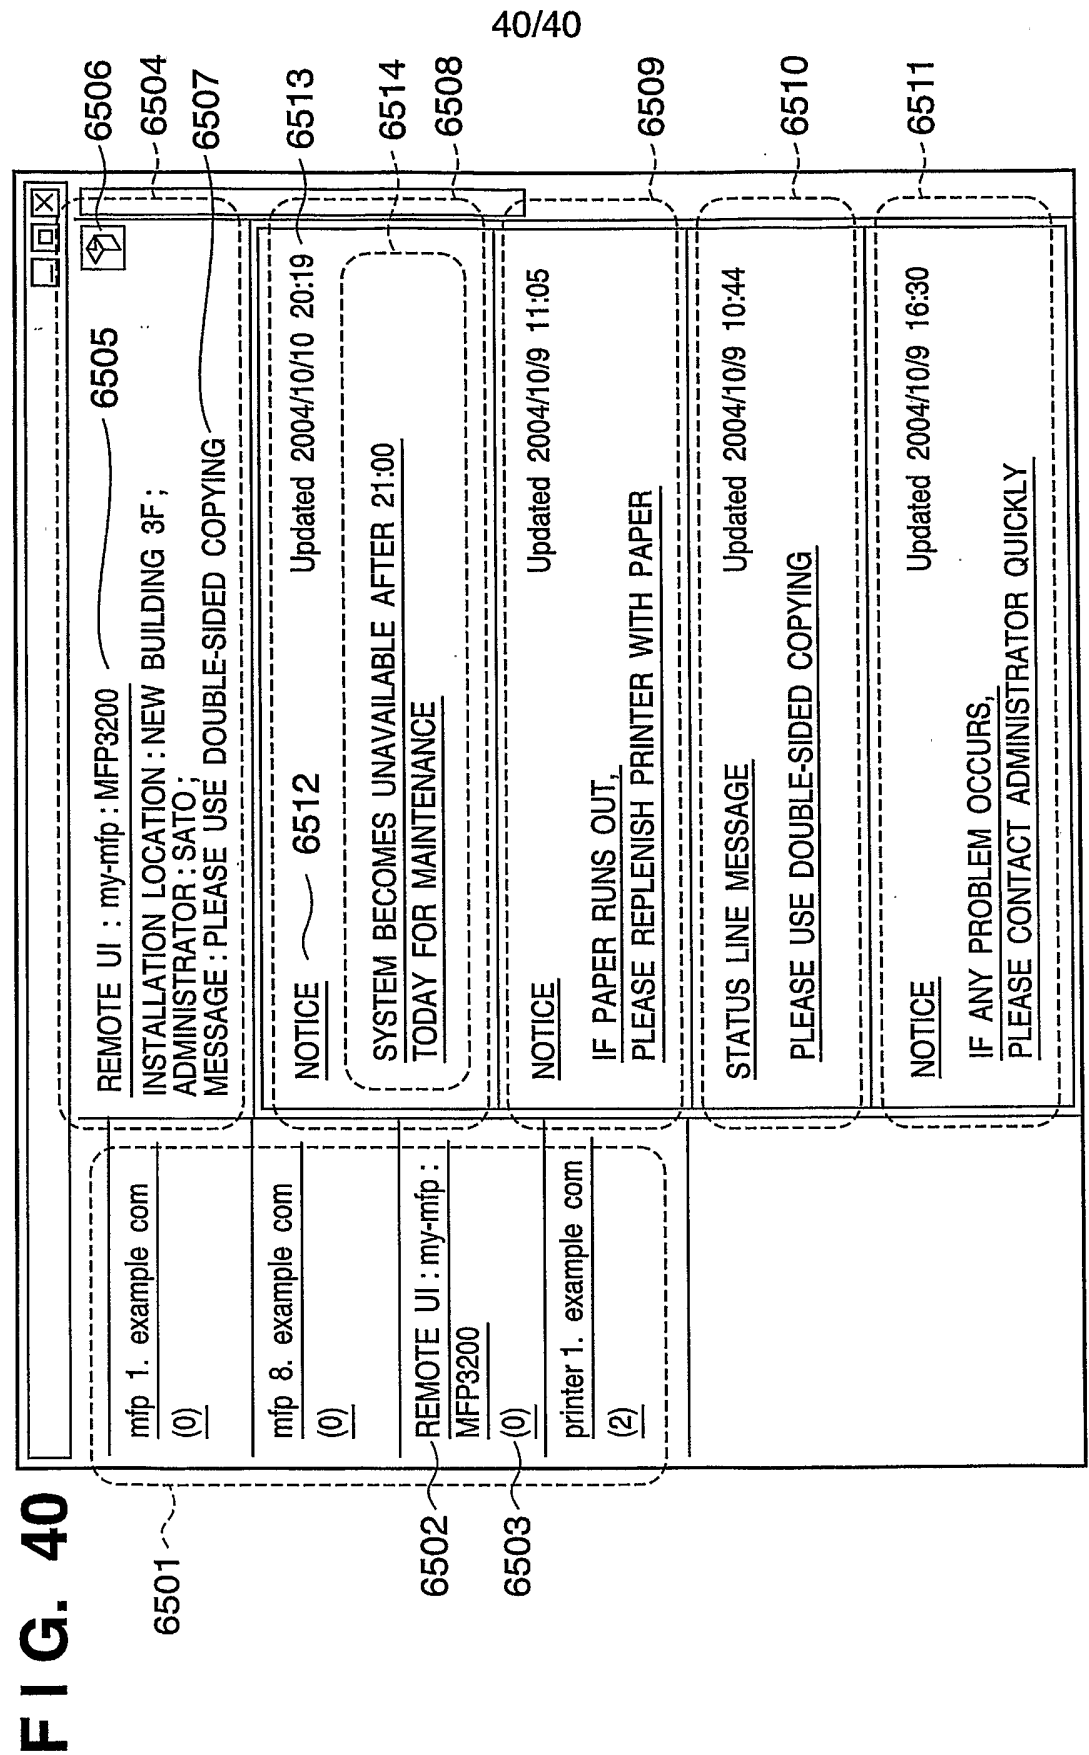 40/40
FIG. 40
6501
6502
6503
mfp 1. example com
(0)
mfp 8. example com
(0)
REMOTE UI : my-mfp :
MFP3200
(0)
printer 1. example com
(2)
REMOTE UI : my-mfp : MFP3200
6505
INSTALLATION LOCATION : NEW BUILDING 3F ;
ADMINISTRATOR : SATO ;
MESSAGE : PLEASE USE DOUBLE-SIDED COPYING
NOTICE
6512
Updated 2004/10/10 20:19
SYSTEM BECOMES UNAVAILABLE AFTER 21:00
TODAY FOR MAINTENANCE
NOTICE
Updated 2004/10/9 11:05
IF PAPER RUNS OUT,
PLEASE REPLENISH PRINTER WITH PAPER
STATUS LINE MESSAGE
Updated 2004/10/9 10:44
PLEASE USE DOUBLE-SIDED COPYING
NOTICE
Updated 2004/10/9 16:30
IF ANY PROBLEM OCCURS,
PLEASE CONTACT ADMINISTRATOR QUICKLY
6506
6504
6507
6513
6514
6508
6509
6510
6511